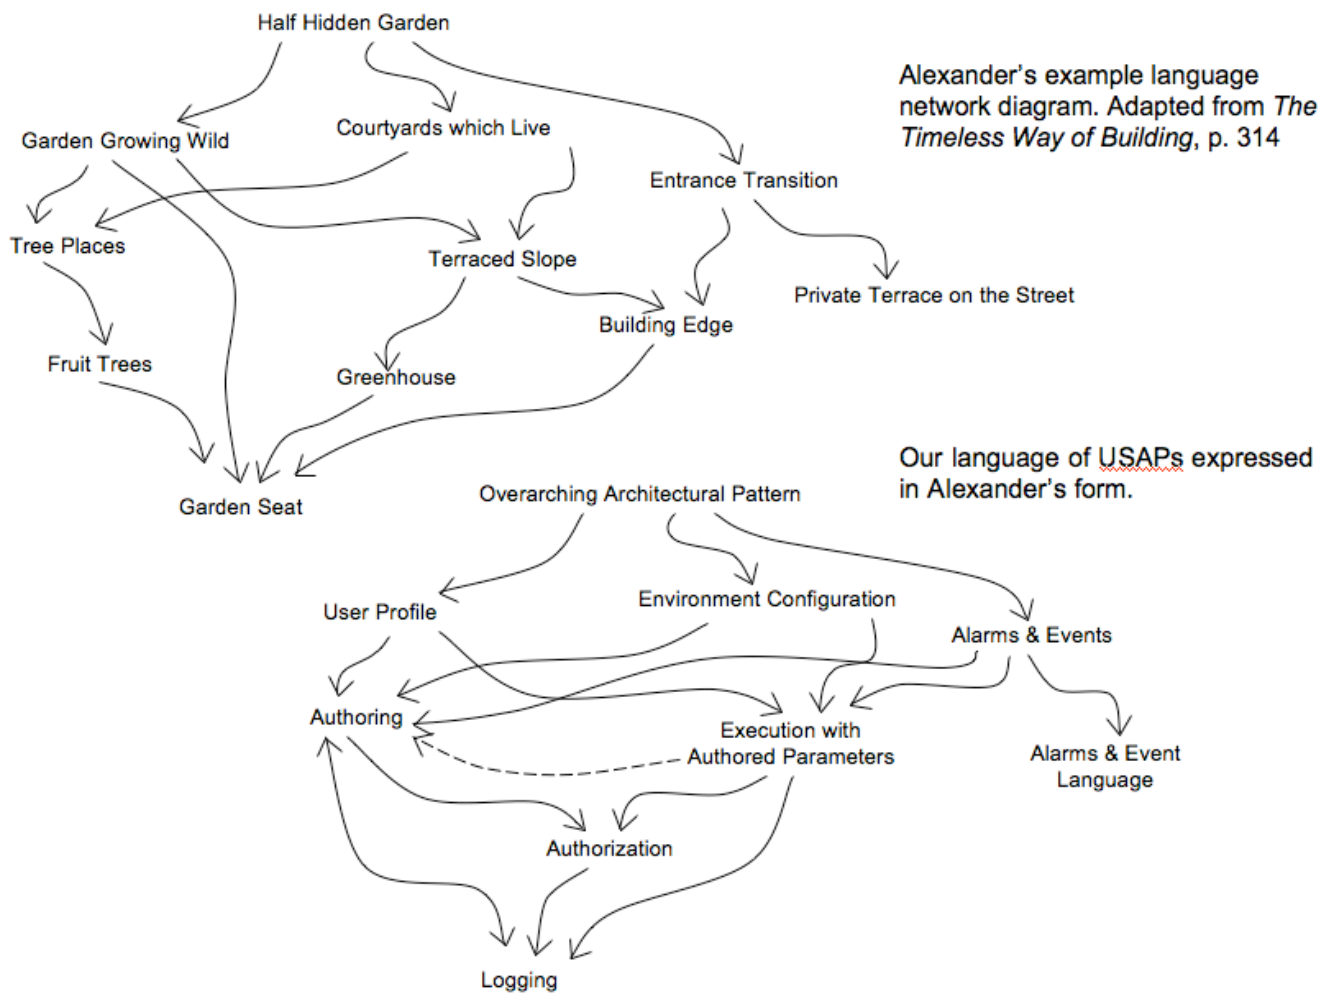 Half Hidden Garden
Alexander's example language
network diagram. Adapted from The
Timeless Way of Building, p. 314
Garden Growing Wild
Courtyards which Live
Entrance Transition
Tree Places
Terraced Slope
Private Terrace on the Street
Building Edge
Fruit Trees
Greenhouse
Garden Seat
Our language of USAPs expressed
in Alexander's form.
Overarching Architectural Pattern
User Profile
Environment Configuration
Alarms & Events
Authoring
Execution with
Authored Parameters
Alarms & Event
Language
Authorization
Logging